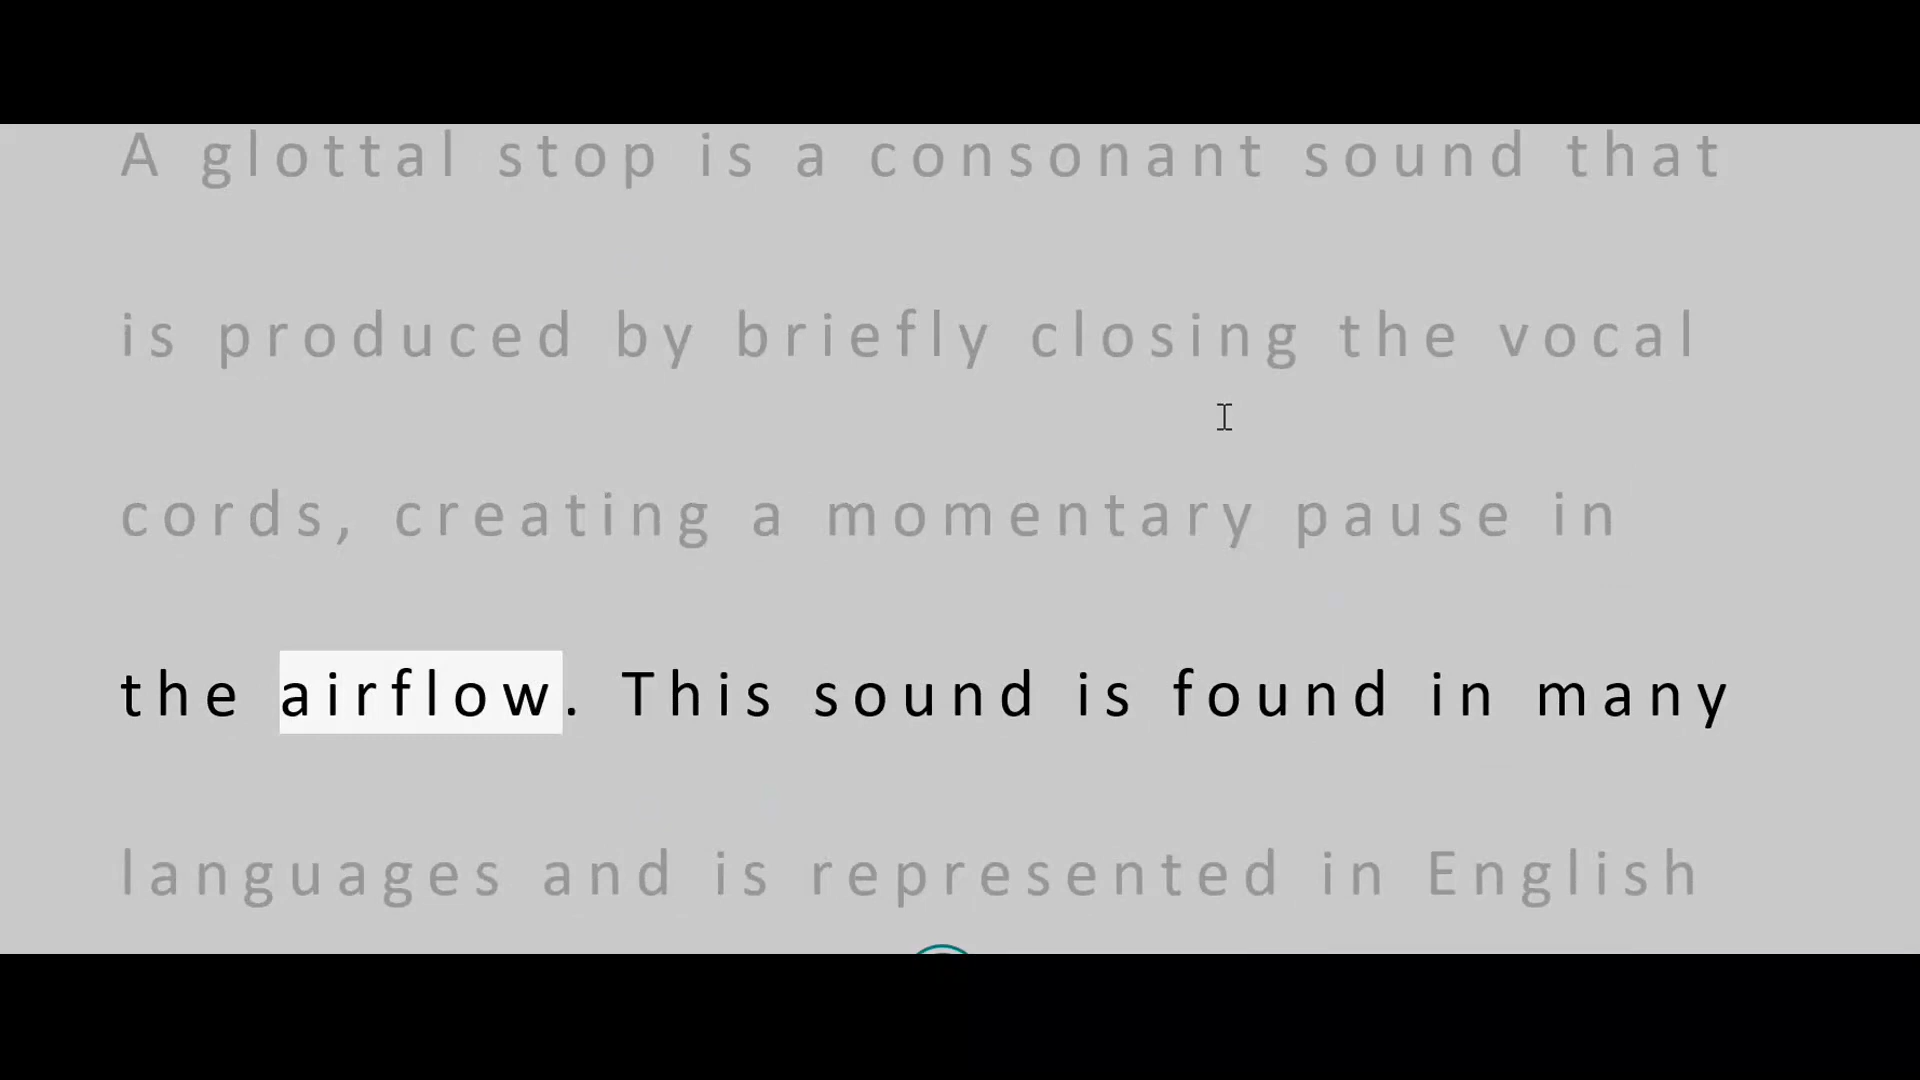 A glottal stop is a consonant sound that
is produced by briefly closing the vocal
cords, creating a momentary pause in
the airflow. This sound is found in many
languages and is represented in English